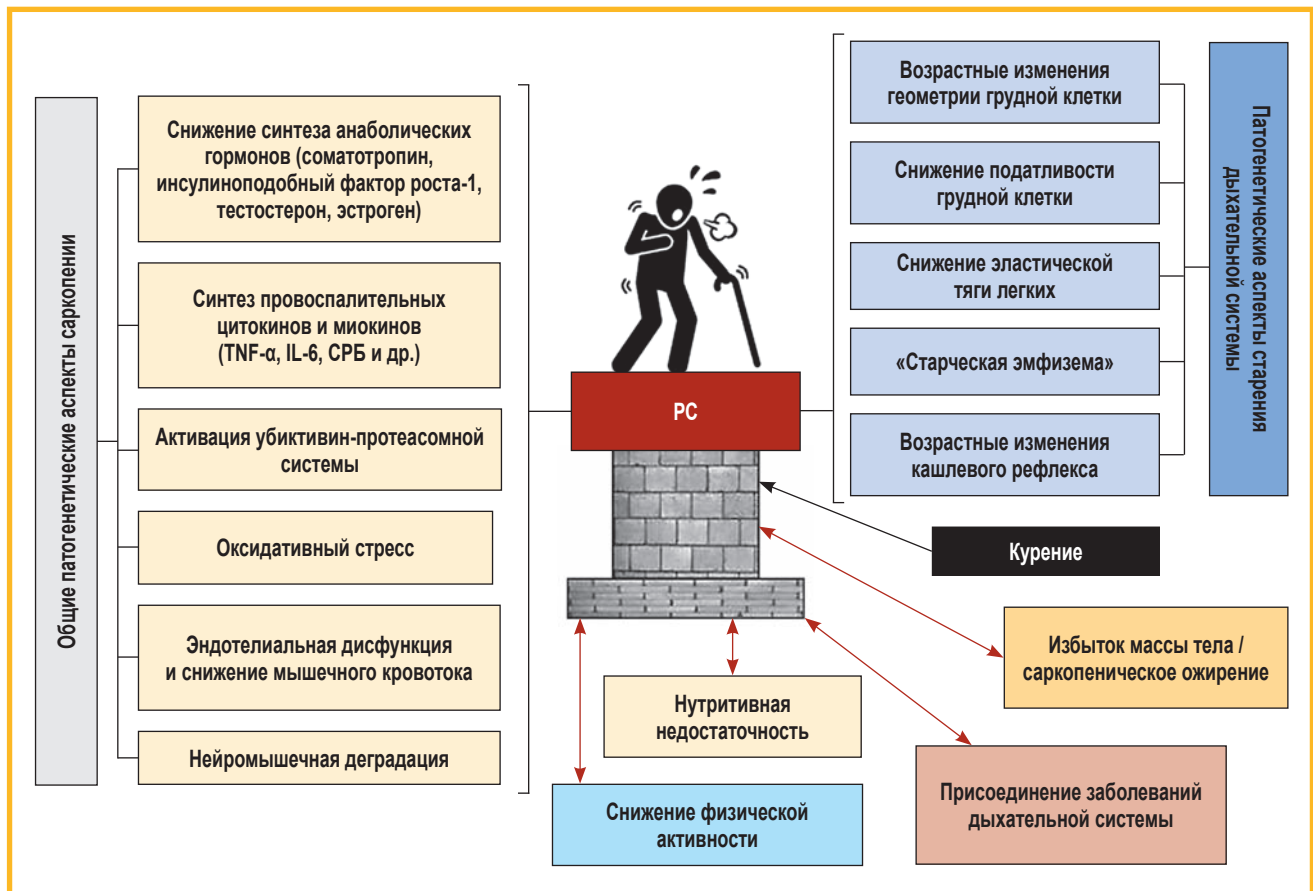 Общие патогенетические аспекты саркопении
Снижение синтеза анаболических
гормонов (соматотропин,
инсулиноподобный фактор роста-1,
тестостерон, эстроген)
Синтез провоспалительных
цитокинов и миокинов
(TNF-α, IL-6, СРБ и др.)
Активация убиктивин-протеасомной
системы
Оксидативный стресс
Эндотелиальная дисфункция
и снижение мышечного кровотока
Нейромышечная деградация
РС
Возрастные изменения
геометрии грудной клетки
Снижение податливости
грудной клетки
Снижение эластической
тяги легких
«Старческая эмфизема»
Возрастные изменения
кашлевого рефлекса
Патогенетические аспекты старения
дыхательной системы
Курение
Избыток массы тела /
саркопеническое ожирение
Нутритивная
недостаточность
Присоединение заболеваний
дыхательной системы
Снижение физической
активности